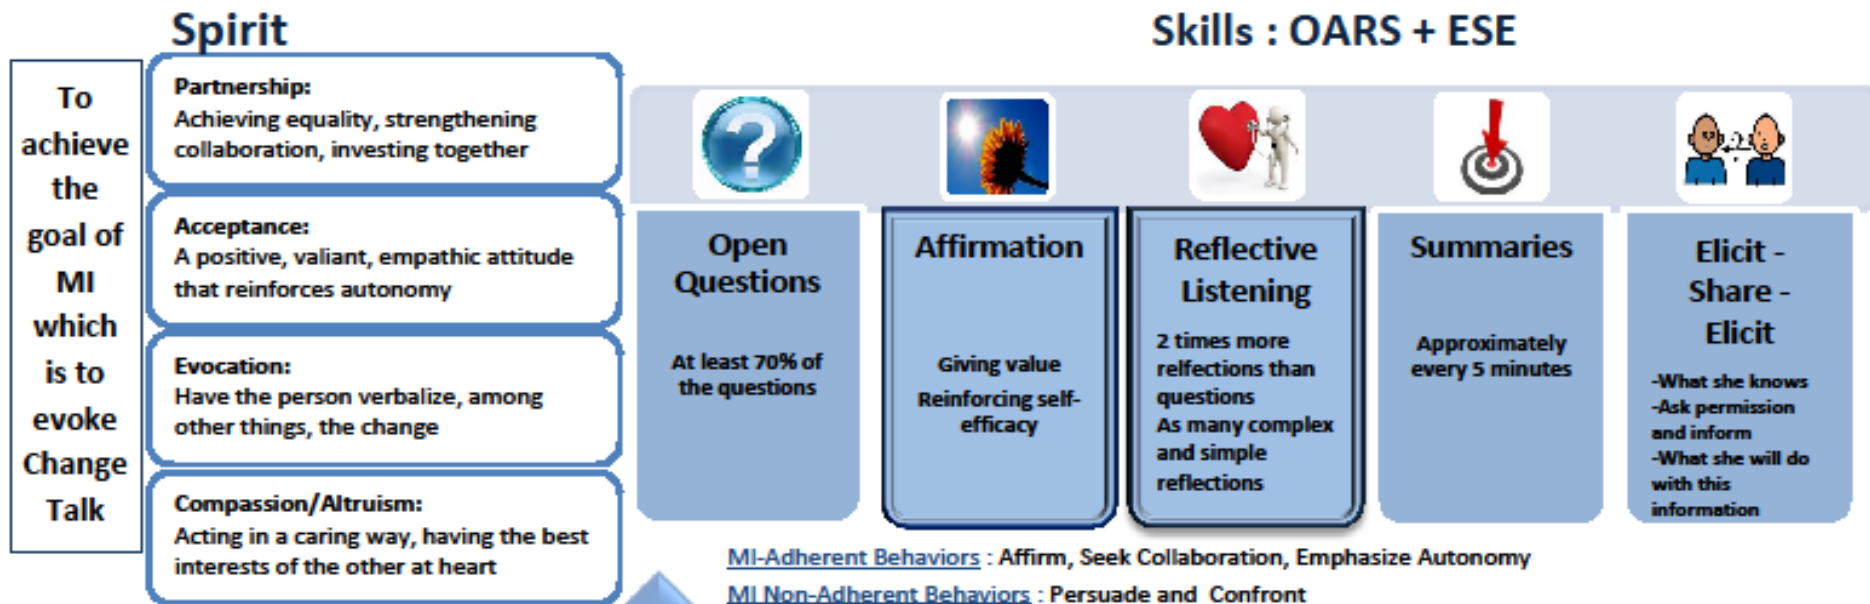 Spirit
Skills : OARS + ESE
To
achieve
the
goal of
MI
which
is to
evoke
Change
Talk
Partnership:
Achieving equality, strengthening
collaboration, investing together
Acceptance:
A positive, valiant, empathic attitude
that reinforces autonomy
Evocation:
Have the person verbalize, among
other things, the change
Compassion/Altruism:
Acting in a caring way, having the best
interests of the other at heart
?
Open
Questions
At least 70% of
the questions
Affirmation
Giving value
Reinforcing self-
efficacy
Reflective
Listening
2 times more
relfections than
questions
As many complex
and simple
reflections
Summaries
Approximately
every 5 minutes
?
Elicit -
Share -
Elicit
-What she knows
-Ask permission
and inform
-What she will do
with this
information
MI-Adherent Behaviors : Affirm, Seek Collaboration, Emphasize Autonomy
MI Non-Adherent Behaviors : Persuade and Confront